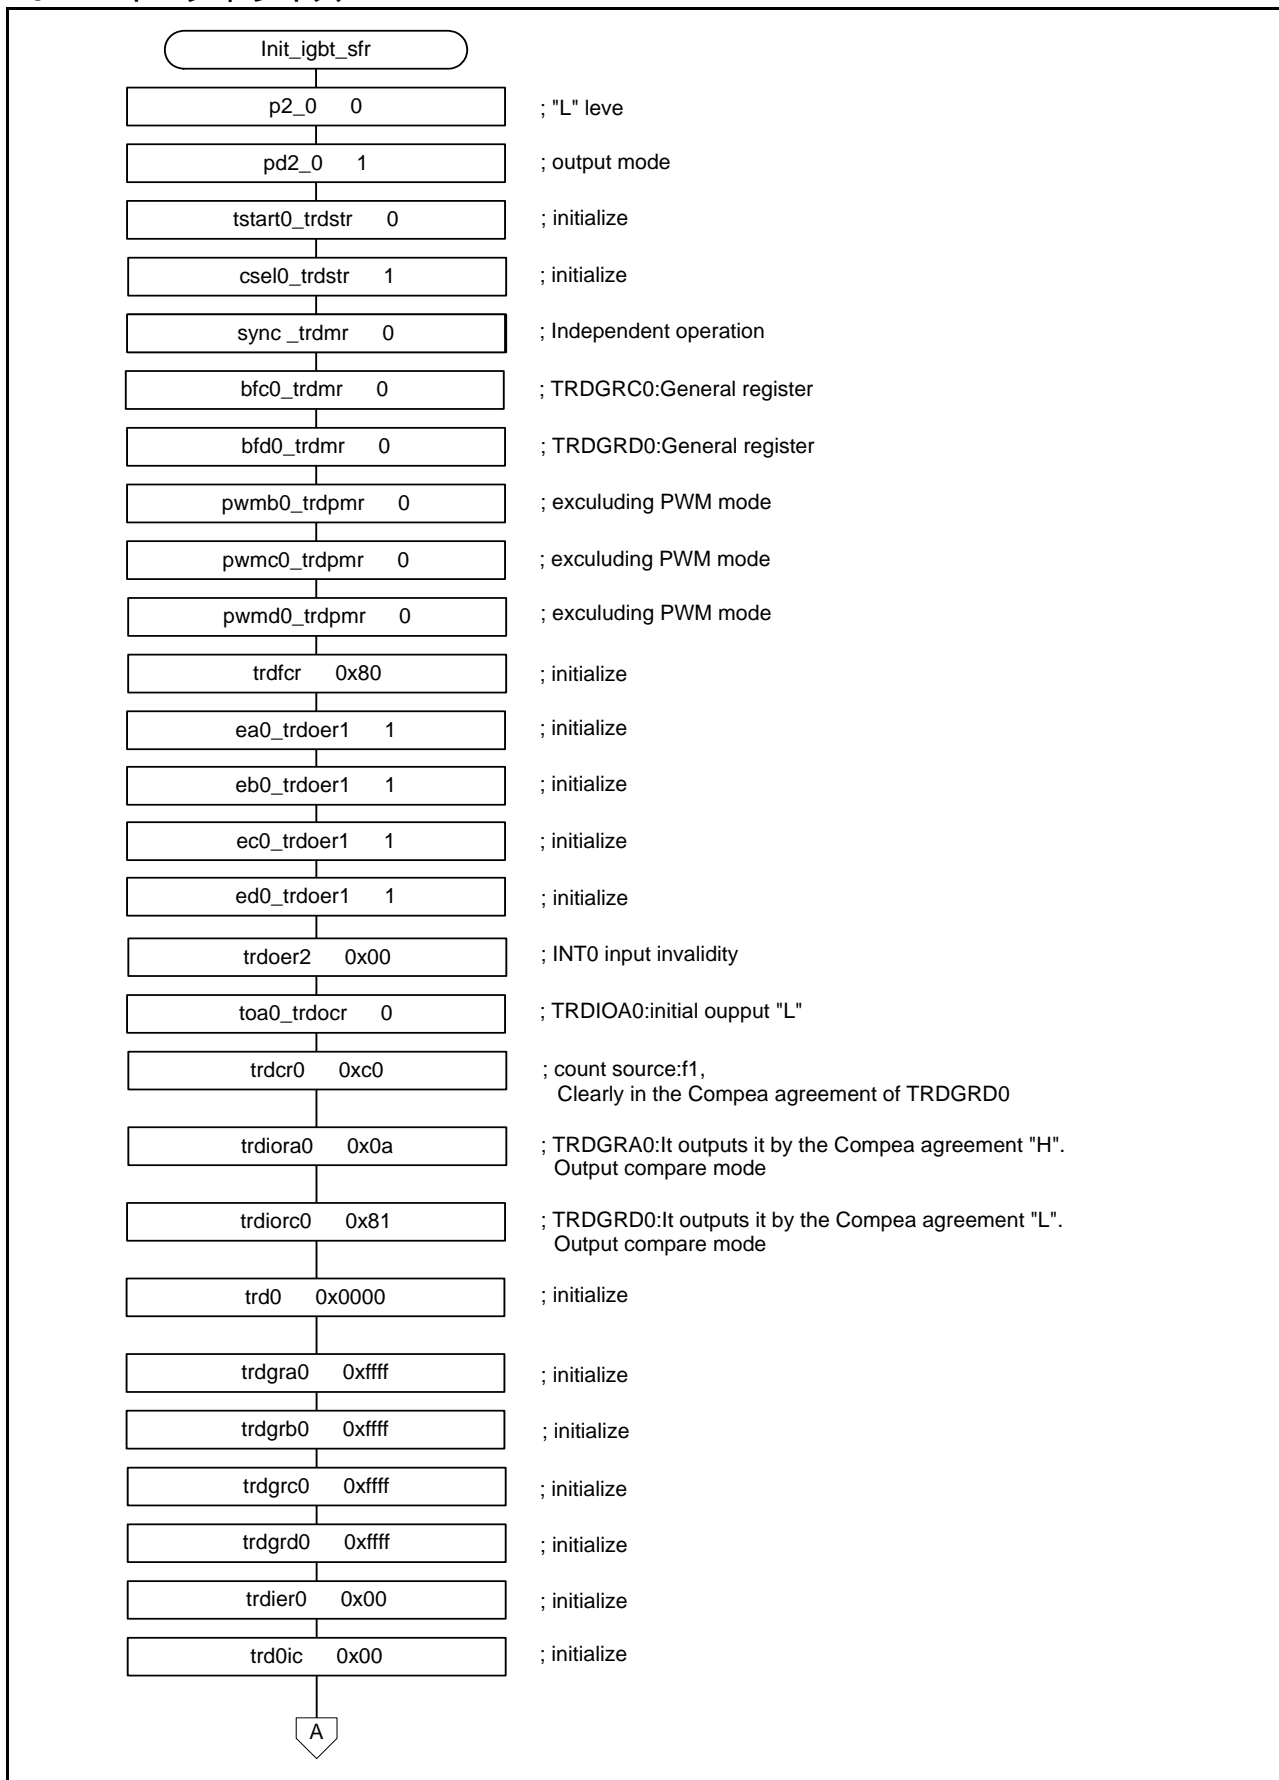 Init_igbt_sfr
p2_0 0 ; "L" leve
pd2_0 1 ; output mode
tstart0_trdstr 0 ; initialize
csel0_trdstr 1 ; initialize
sync _trdmr 0 ; Independent operation
bfc0_trdmr 0 ; TRDGRC0:General register
bfd0_trdmr 0 ; TRDGRD0:General register
pwmb0_trdpmr 0 ; exculuding PWM mode
pwmc0_trdpmr 0 ; exculuding PWM mode
pwmd0_trdpmr 0 ; exculuding PWM mode
trdfcr 0x80 ; initialize
ea0_trdoer1 1 ; initialize
eb0_trdoer1 1 ; initialize
ec0_trdoer1 1 ; initialize
ed0_trdoer1 1 ; initialize
trdoer2 0x00 ; INT0 input invalidity
toa0_trdocr 0 ; TRDIOA0:initial oupput "L"
trdcr0 0xc0 ; count source:f1,
Clearly in the Compea agreement of TRDGRD0
trdiora0 0x0a ; TRDGRA0:It outputs it by the Compea agreement "H".
Output compare mode
trdiorc0 0x81 ; TRDGRD0:It outputs it by the Compea agreement "L".
Output compare mode
trd0 0x0000 ; initialize
trdgra0 0xffff ; initialize
trdgrb0 0xffff ; initialize
trdgrc0 0xffff ; initialize
trdgrd0 0xffff ; initialize
trdier0 0x00 ; initialize
trd0ic 0x00 ; initialize
A